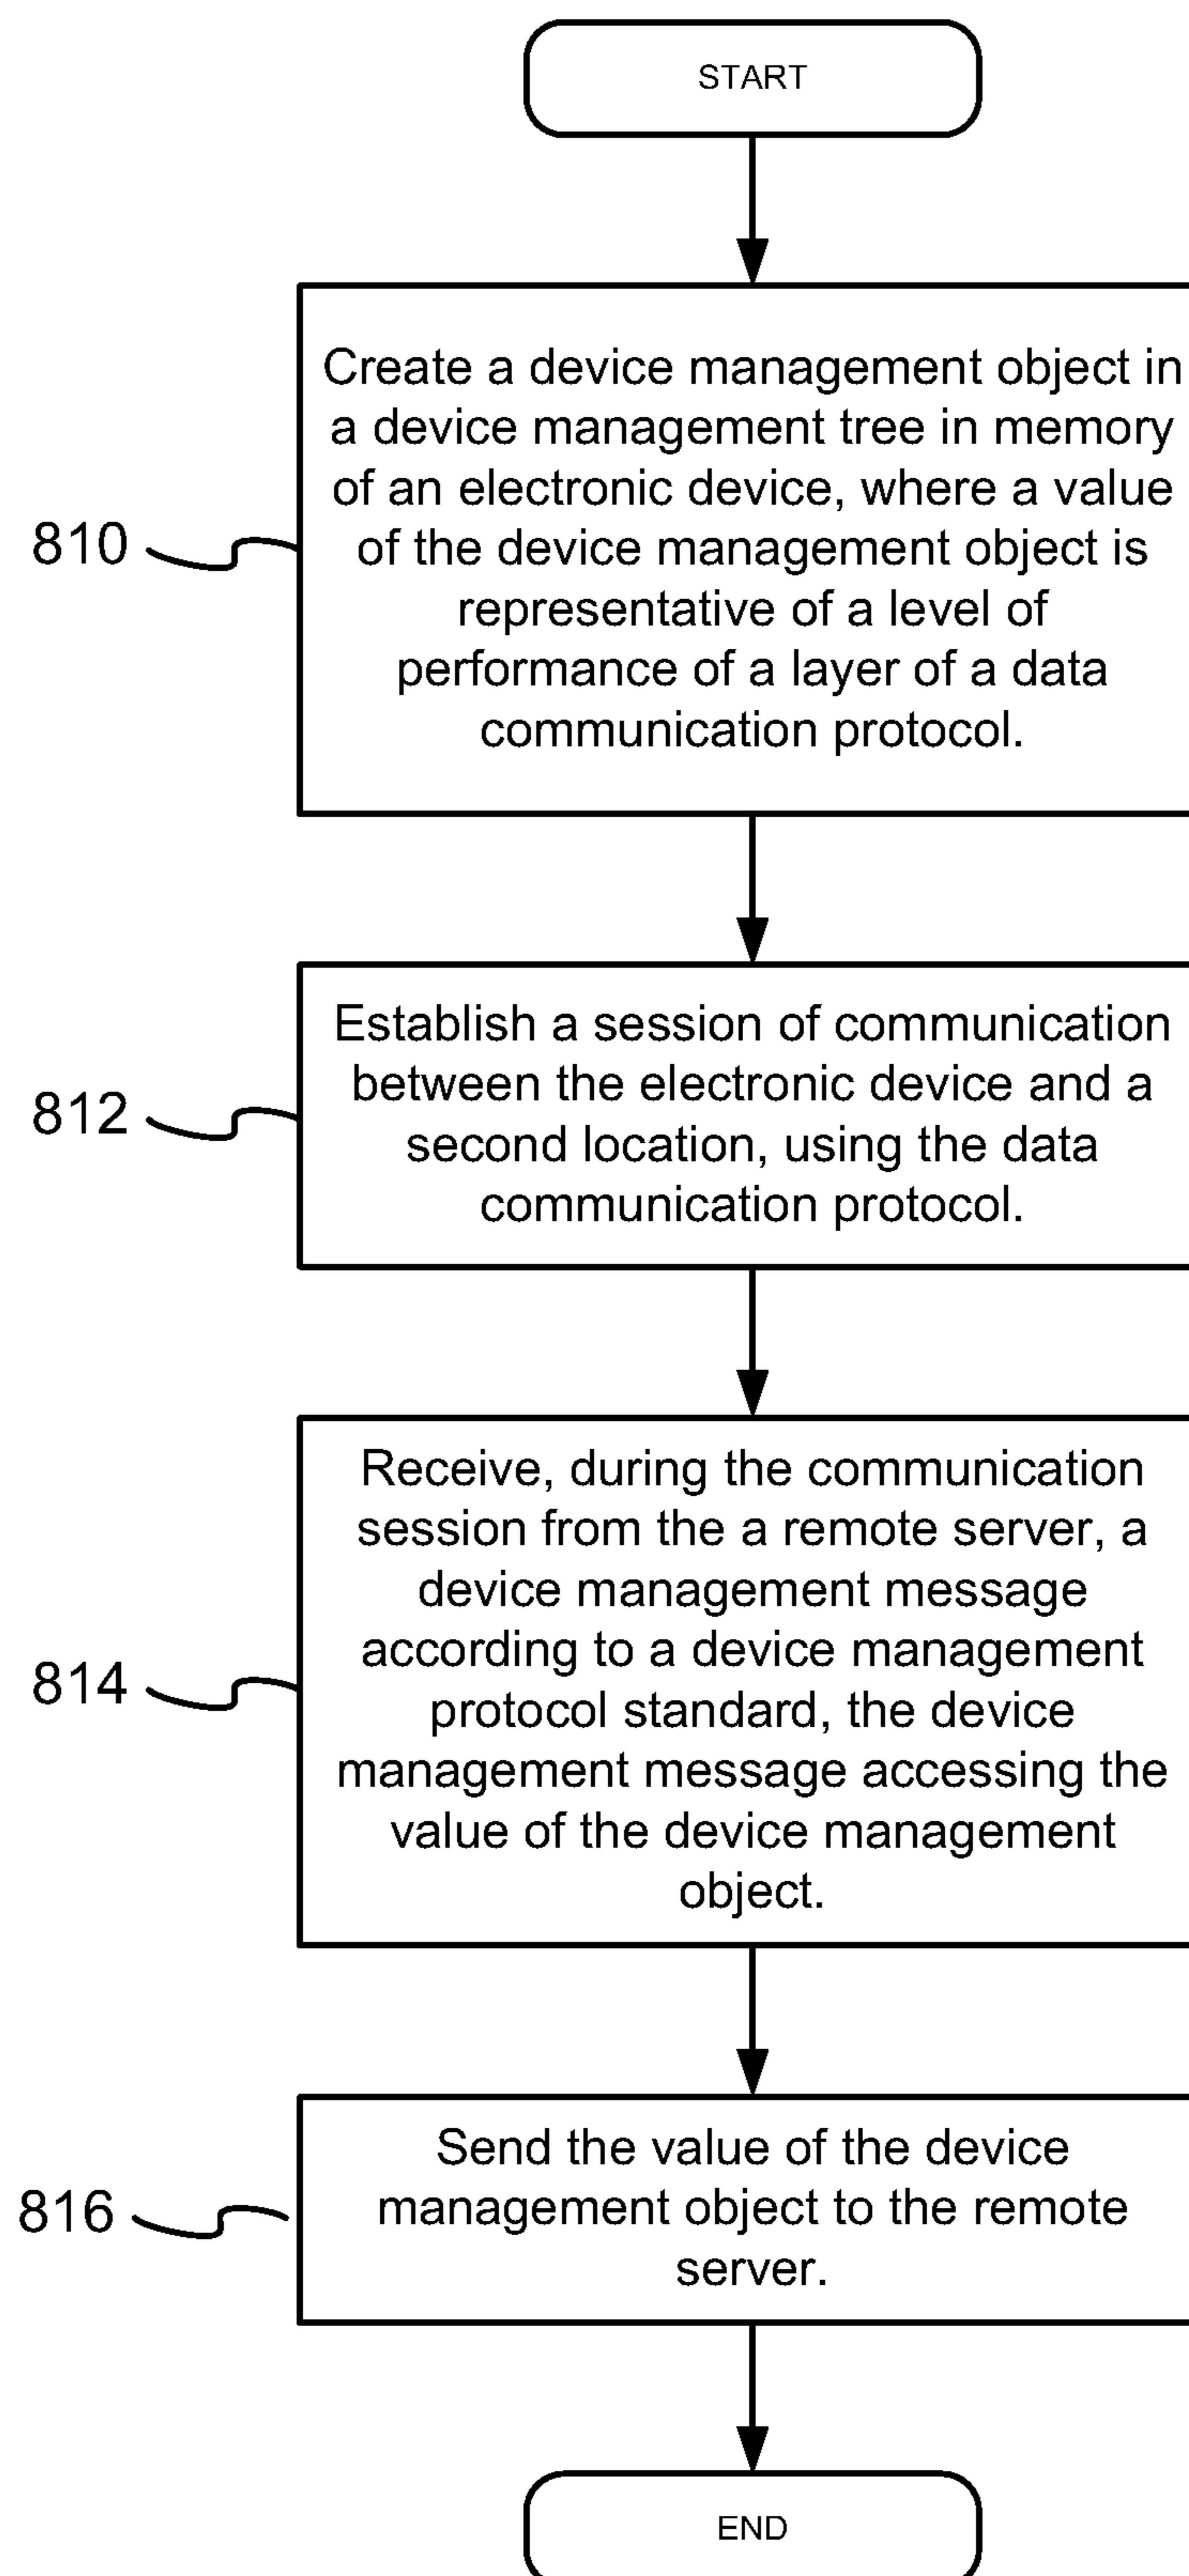 START
Create a device management object in
a device management tree in memory
of an electronic device, where a value
of the device management object is
representative of a level of
performance of a layer of a data
communication protocol.
810
Establish a session of communication
between the electronic device and a
second location, using the data
communication protocol.
812
Receive, during the communication
session from the a remote server, a
device management message
according to a device management
protocol standard, the device
management message accessing the
value of the device management
object.
814
Send the value of the device
management object to the remote
server.
816
END